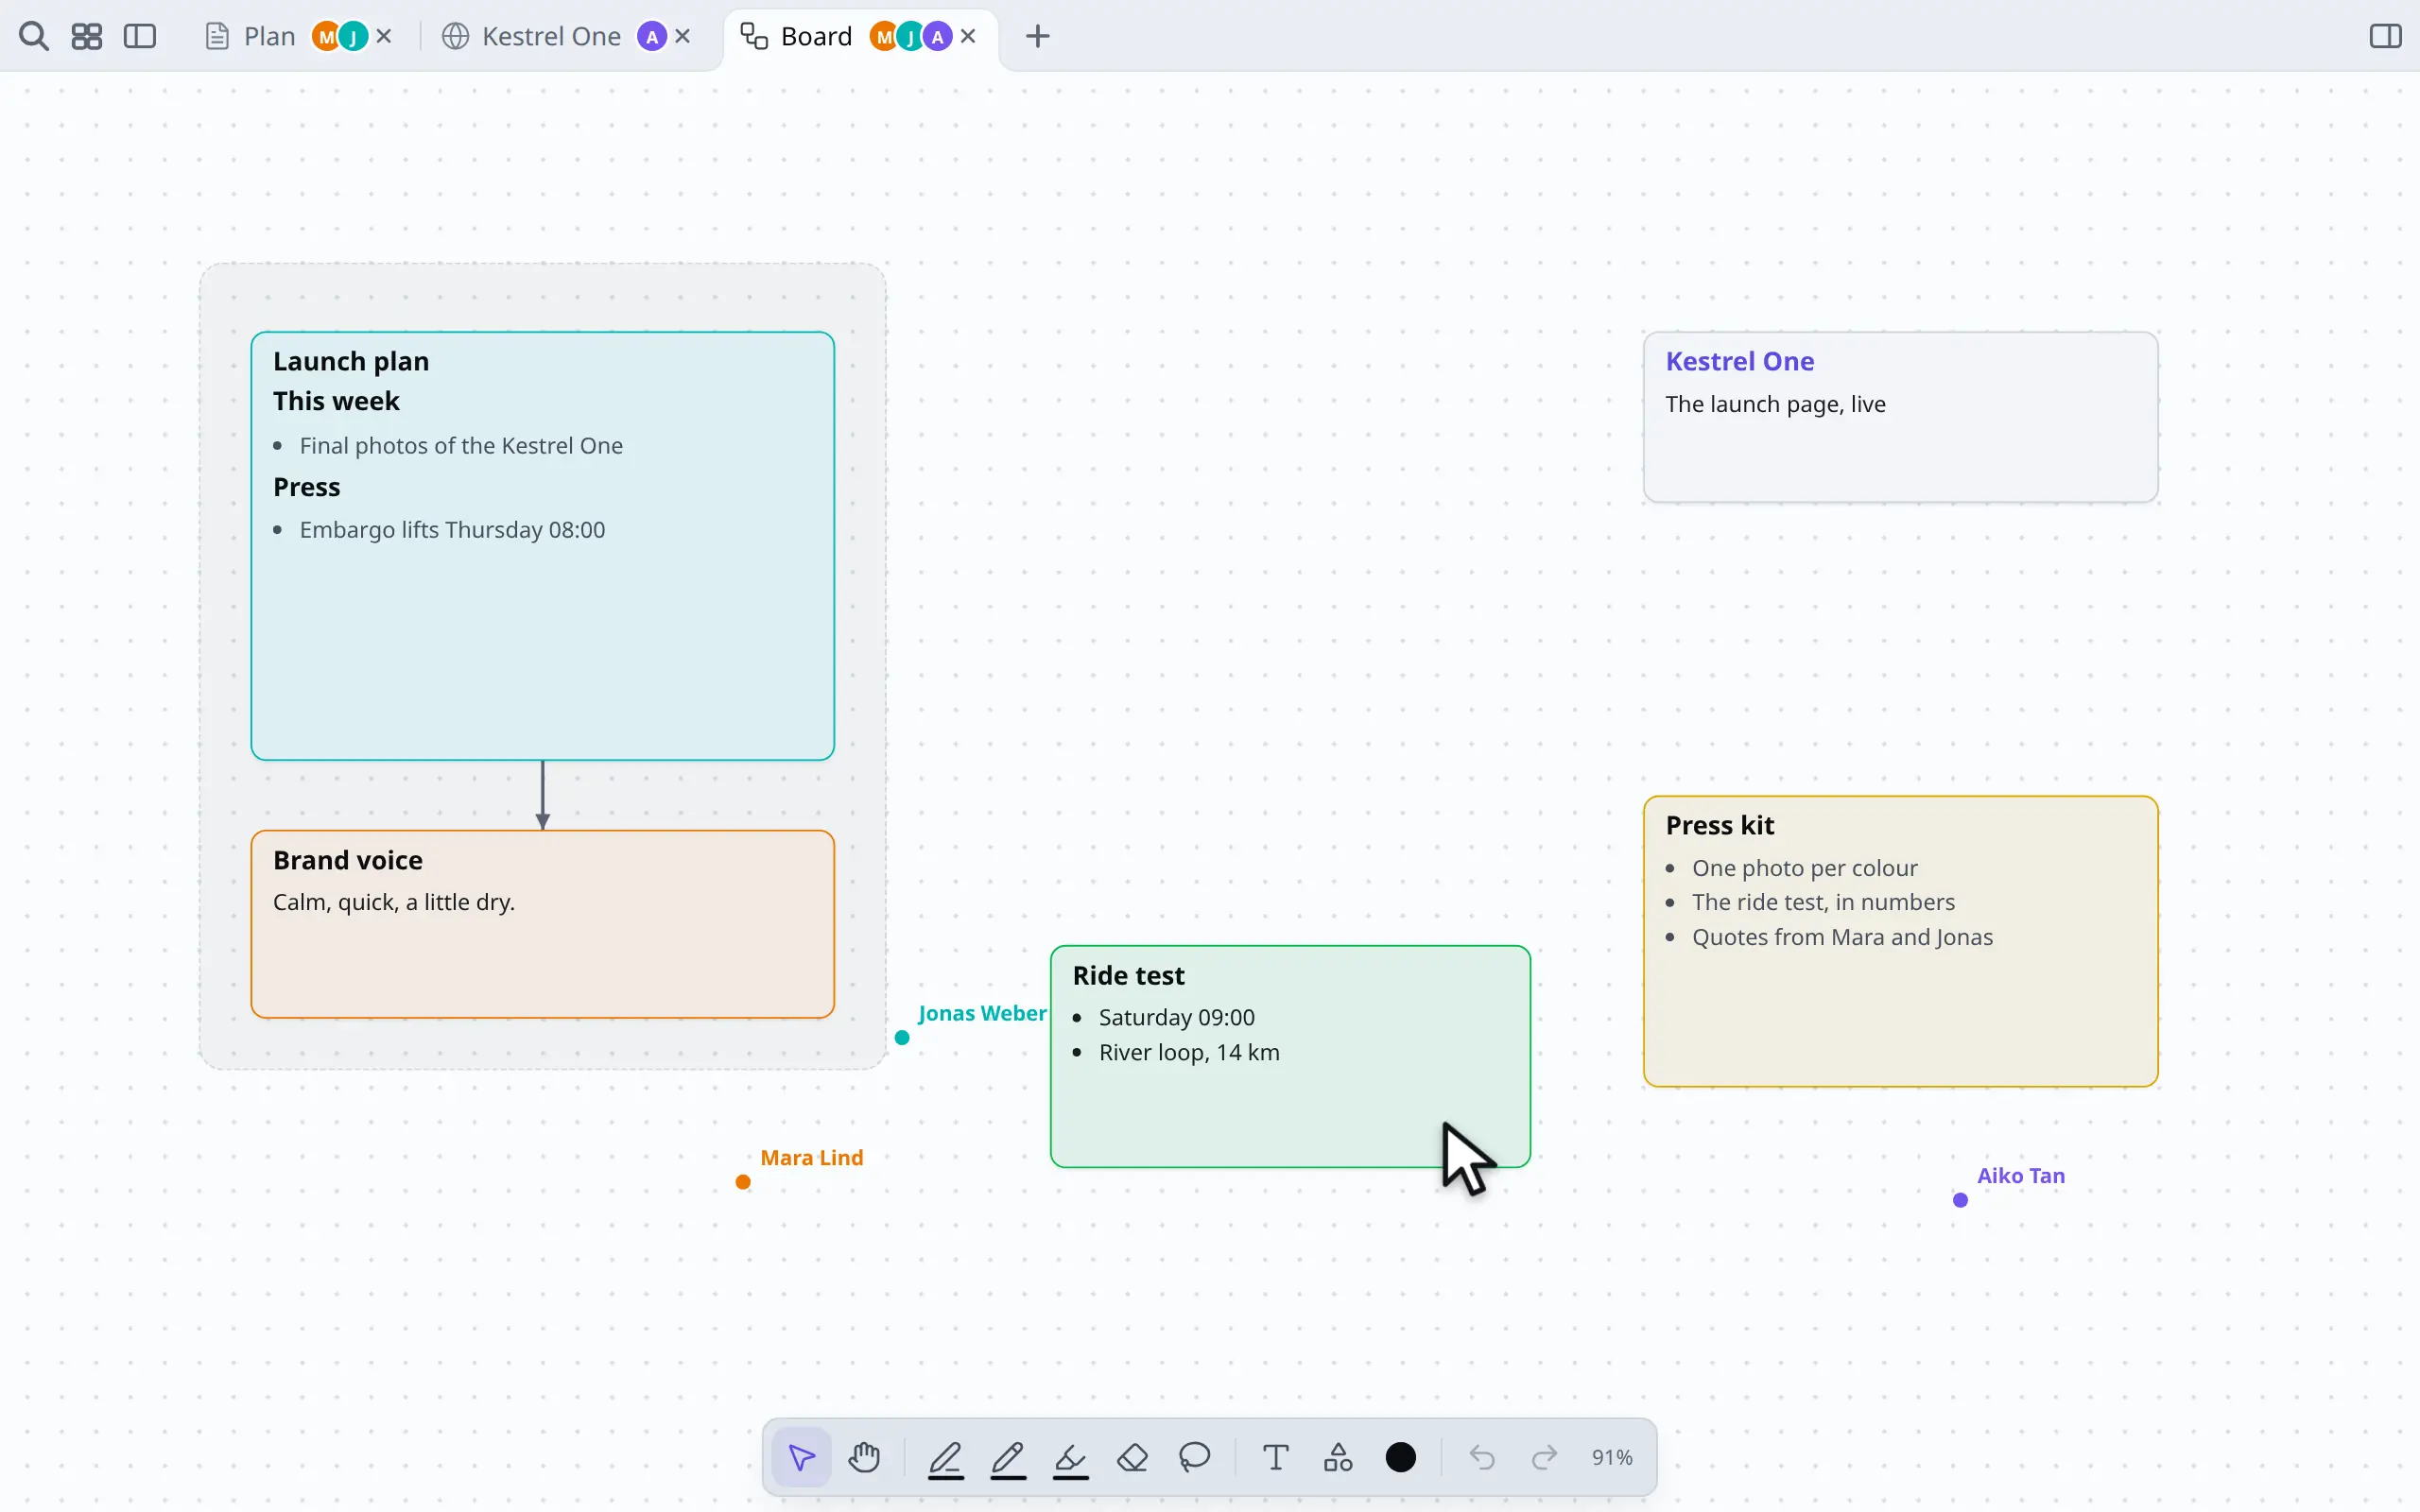 Plan M J
Kestrel One A
Board M J A
Launch plan
This week
Final photos of the Kestrel One
Press
Embargo lifts Thursday 08:00
Brand voice
Calm, quick, a little dry.
Kestrel One
The launch page, live
Press kit
One photo per colour
The ride test, in numbers
Quotes from Mara and Jonas
Ride test
Saturday 09:00
River loop, 14 km
Jonas Weber
Mara Lind
Aiko Tan
T
91%